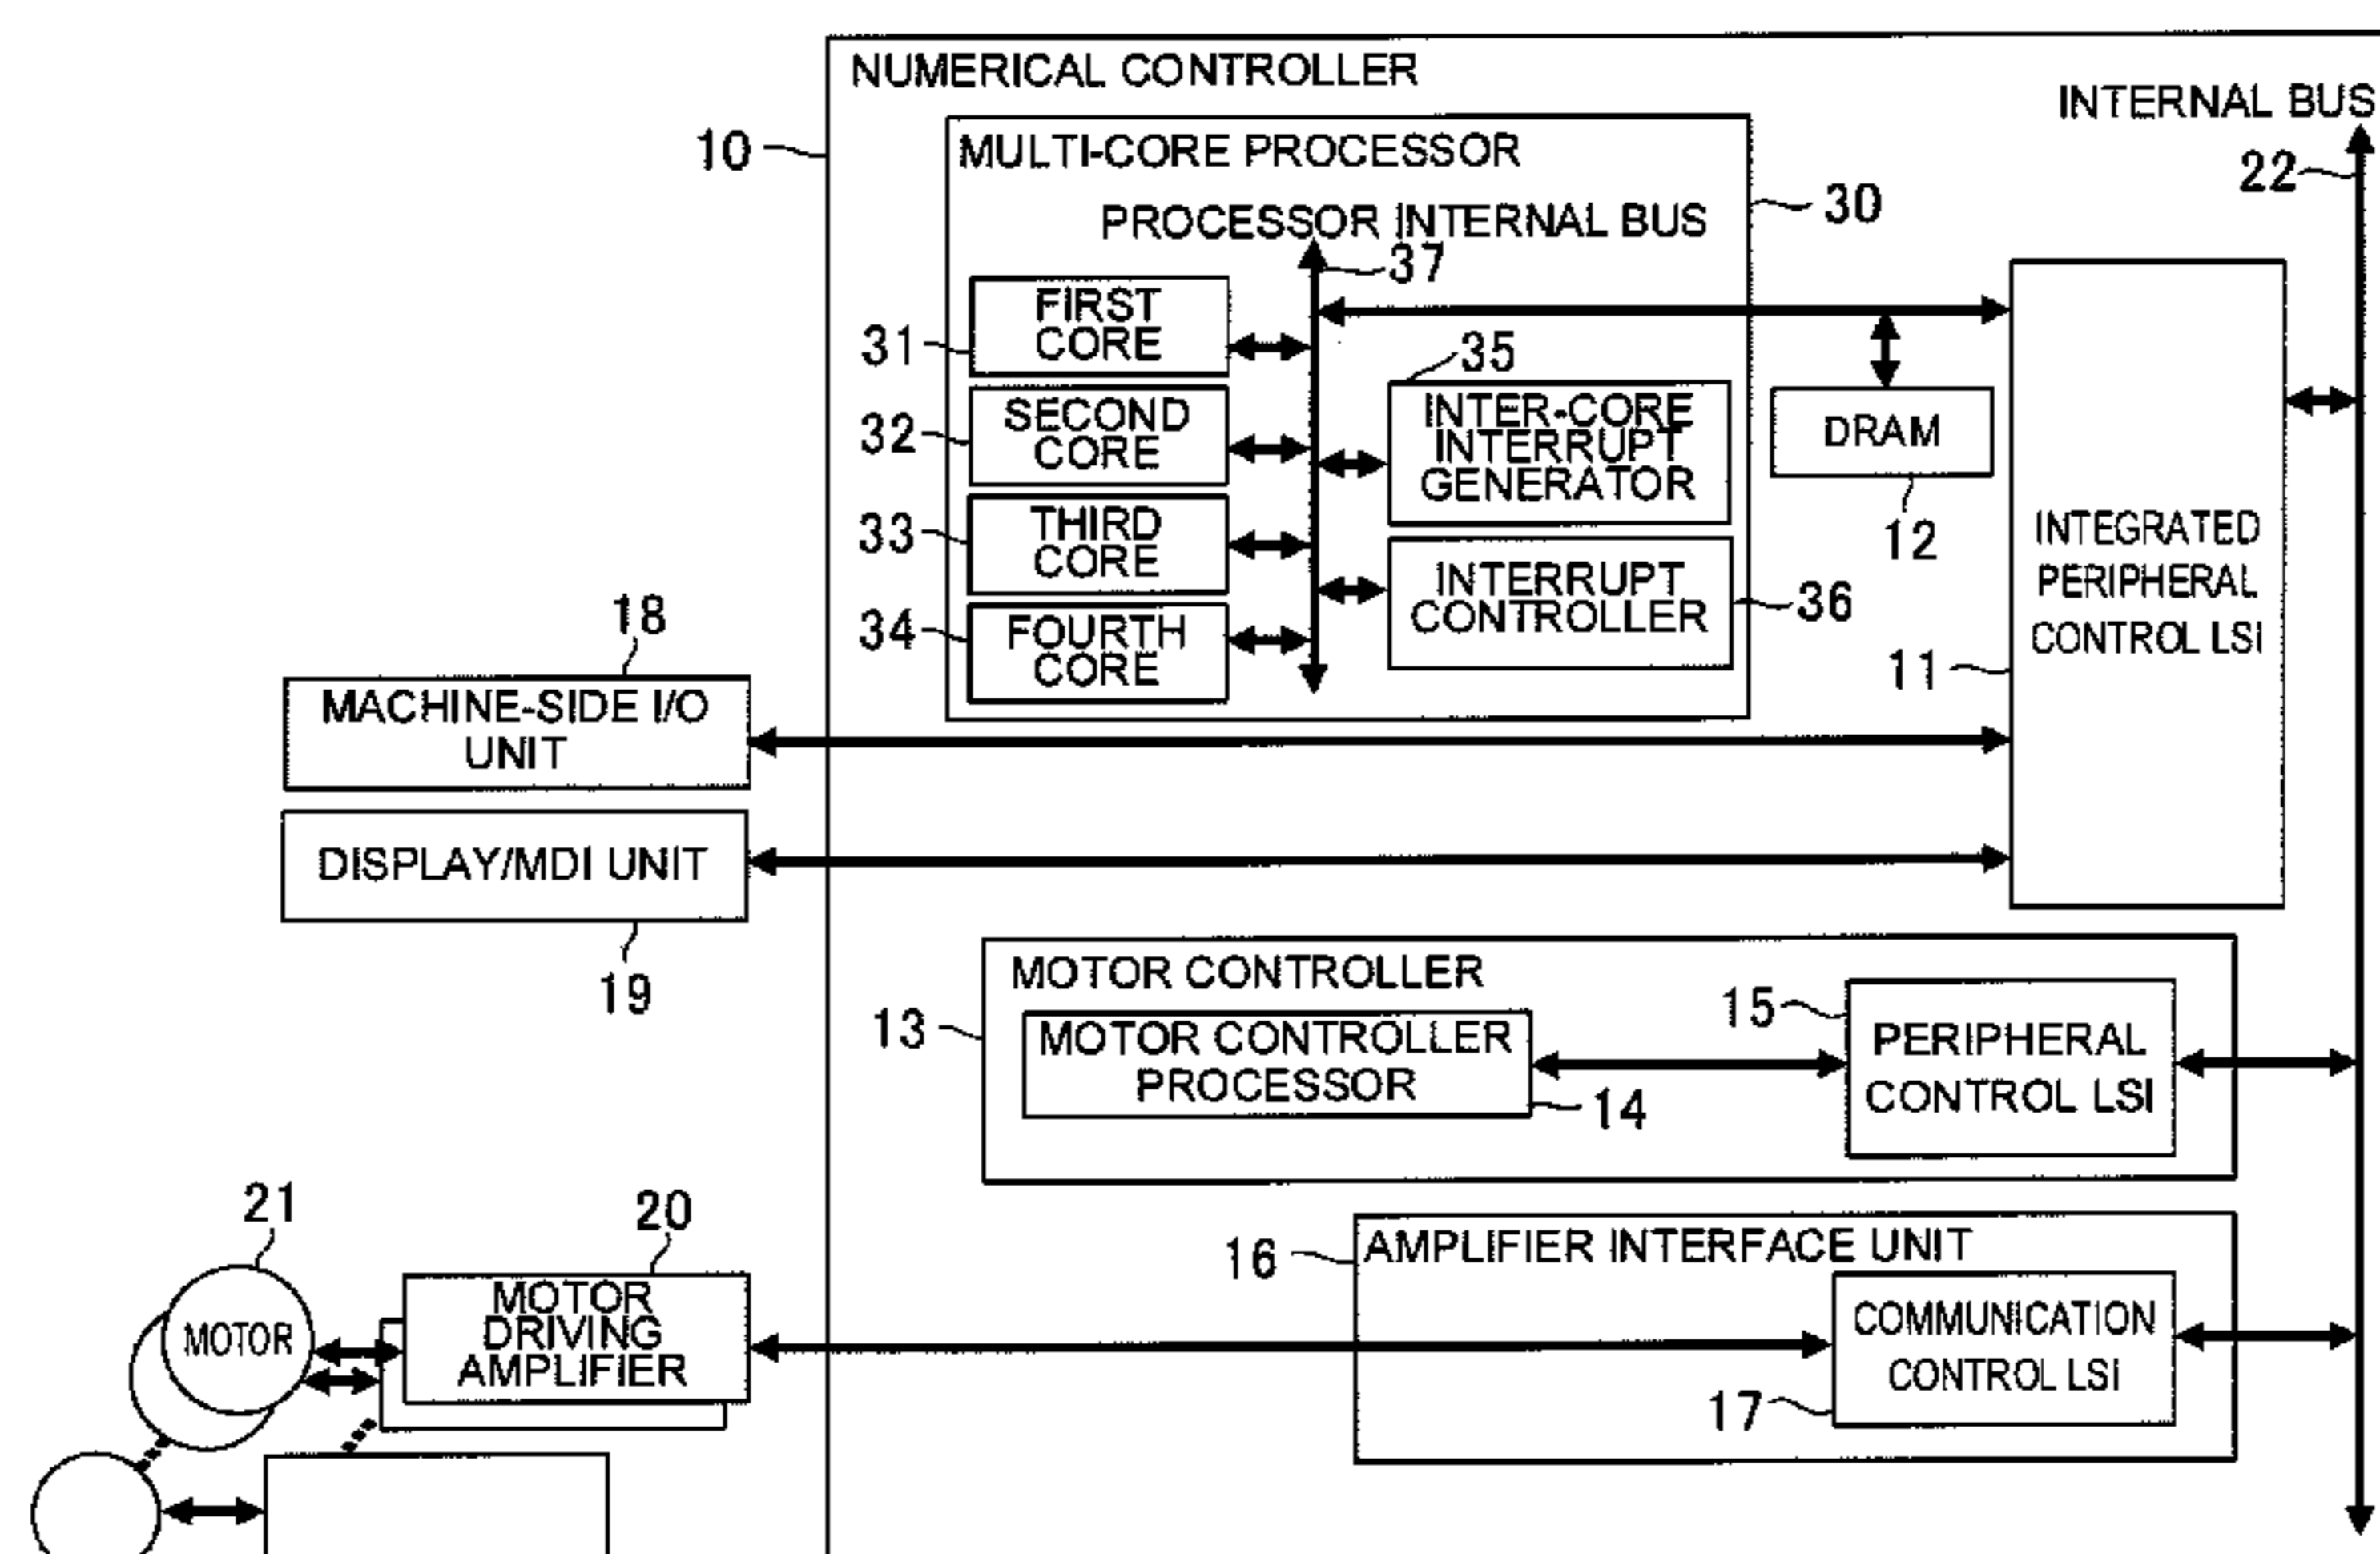 NUMERICAL CONTROLLER
INTERNAL BUS
10
MULTI-CORE PROCESSOR
22
30
PROCESSOR INTERNAL BUS
37
FIRST
CORE
31
35
SECOND
CORE
32
INTER-CORE
INTERRUPT
GENERATOR
DRAM
12
THIRD
CORE
33
INTEGRATED
PERIPHERAL
CONTROL LSI
11
INTERRUPT
CONTROLLER
36
FOURTH
CORE
34
18
MACHINE-SIDE I/O
UNIT
DISPLAY/MDI UNIT
19
MOTOR CONTROLLER
13
MOTOR CONTROLLER
PROCESSOR
14
15
PERIPHERAL
CONTROL LSI
21
20
16
AMPLIFIER INTERFACE UNIT
MOTOR
MOTOR
DRIVING
AMPLIFIER
COMMUNICATION
CONTROL LSI
17